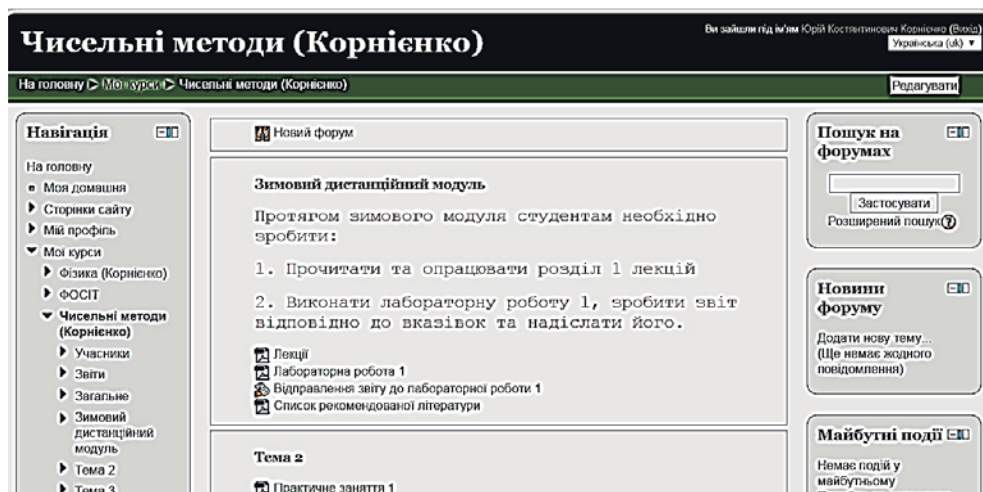 Чисельні методи (Корнієнко)
Ви зайшли під ім'ям Юрій Костянтинович Корнієнко (Вихід)
Українська (uk)
На головну Мої курси Чисельні методи (Корнієнко)
Редагувати
Навігація
На головну
Моя домашня
Сторінки сайту
Мій профіль
Мої курси
Фізика (Корнієнко)
ФОСІТ
Чисельні методи
(Корнієнко)
Учасники
Звіти
Загальне
Зимовий
дистанційний
модуль
Тема 2
Тема 3
Новий форум
Зимовий дистанційний модуль
Протягом зимового модуля студентам необхідно
зробити:
1. Прочитати та опрацювати розділ 1 лекцій
2. Виконати лабораторну роботу 1, зробити звіт
відповідно до вказівок та надіслати його.
Лекції
Лабораторна робота 1
Відправлення звіту до лабораторної роботи 1
Список рекомендованої літератури
Тема 2
Практичне заняття 1
Пошук на
форумах
Застосувати
Розширений пошук
Новини
форуму
Додати нову тему...
(Ще немає жодного
повідомлення)
Майбутні події
Немає подій у
майбутньому